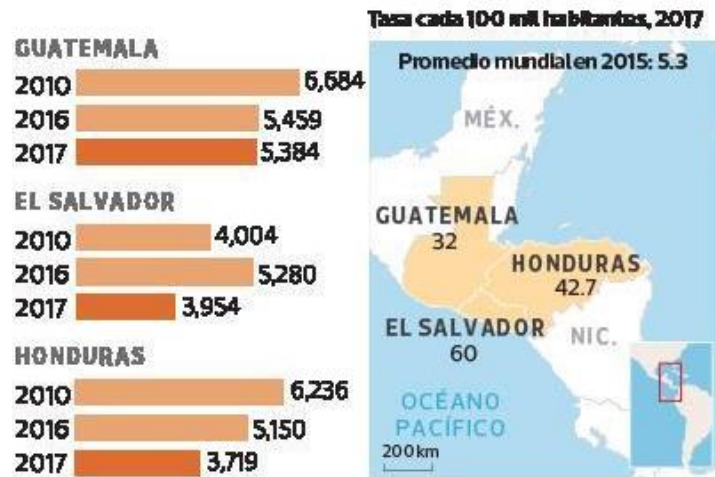 GUATEMALA
2010 6,684
2016 5,459
2017 5,384
EL SALVADOR
2010 4,004
2016 5,280
2017 3,954
HONDURAS
2010 6,236
2016 5,150
2017 3,719
Tasa cada 100 mil habitantes, 2017
Promedio mundial en 2015: 5.3
MÉX.
GUATEMALA
32
HONDURAS
42.7
EL SALVADOR
60
NIC.
OCÉANO
PACÍFICO
200 km